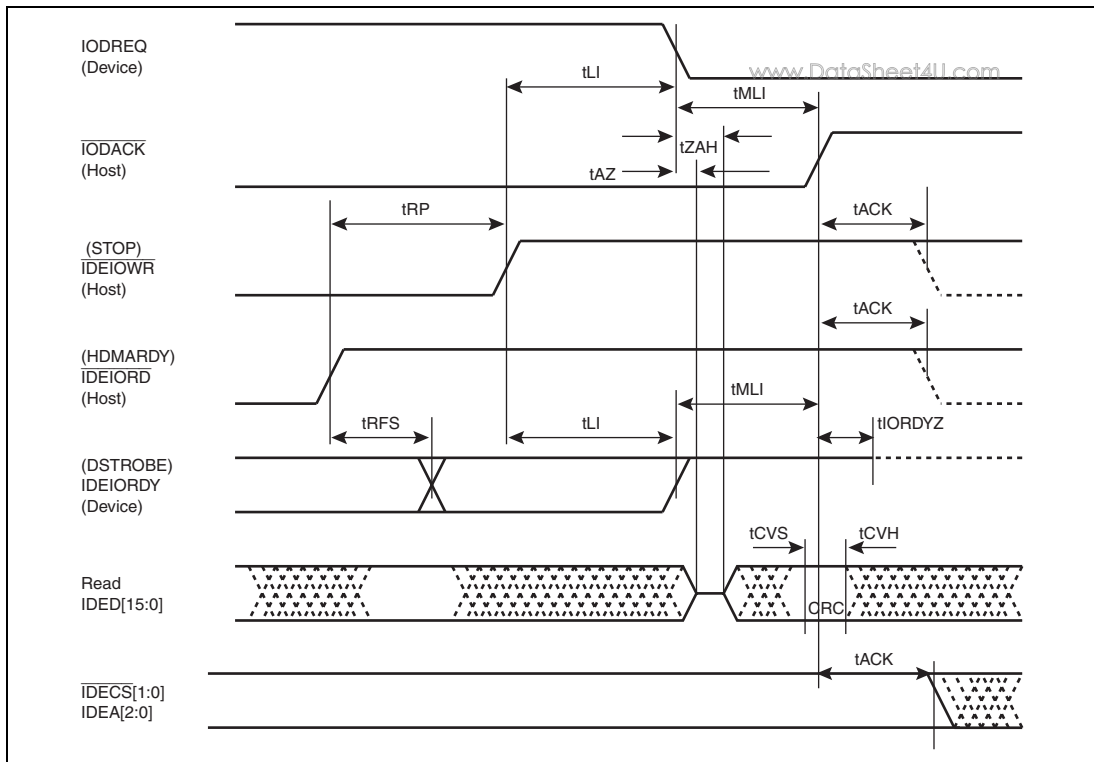 IODREQ
(Device)
www.DataSheet4U.com
tLI
tMLI
IODACK
(Host)
tZAH
tAZ
tRP
tACK
(STOP)
IDEIOWR
(Host)
tACK
(HDMARDY)
IDEIORD
(Host)
tMLI
tRFS
tLI
tIORDYZ
(DSTROBE)
IDEIORDY
(Device)
tCVS
tCVH
Read
IDED[15:0]
CRC
tACK
IDECS[1:0]
IDEA[2:0]